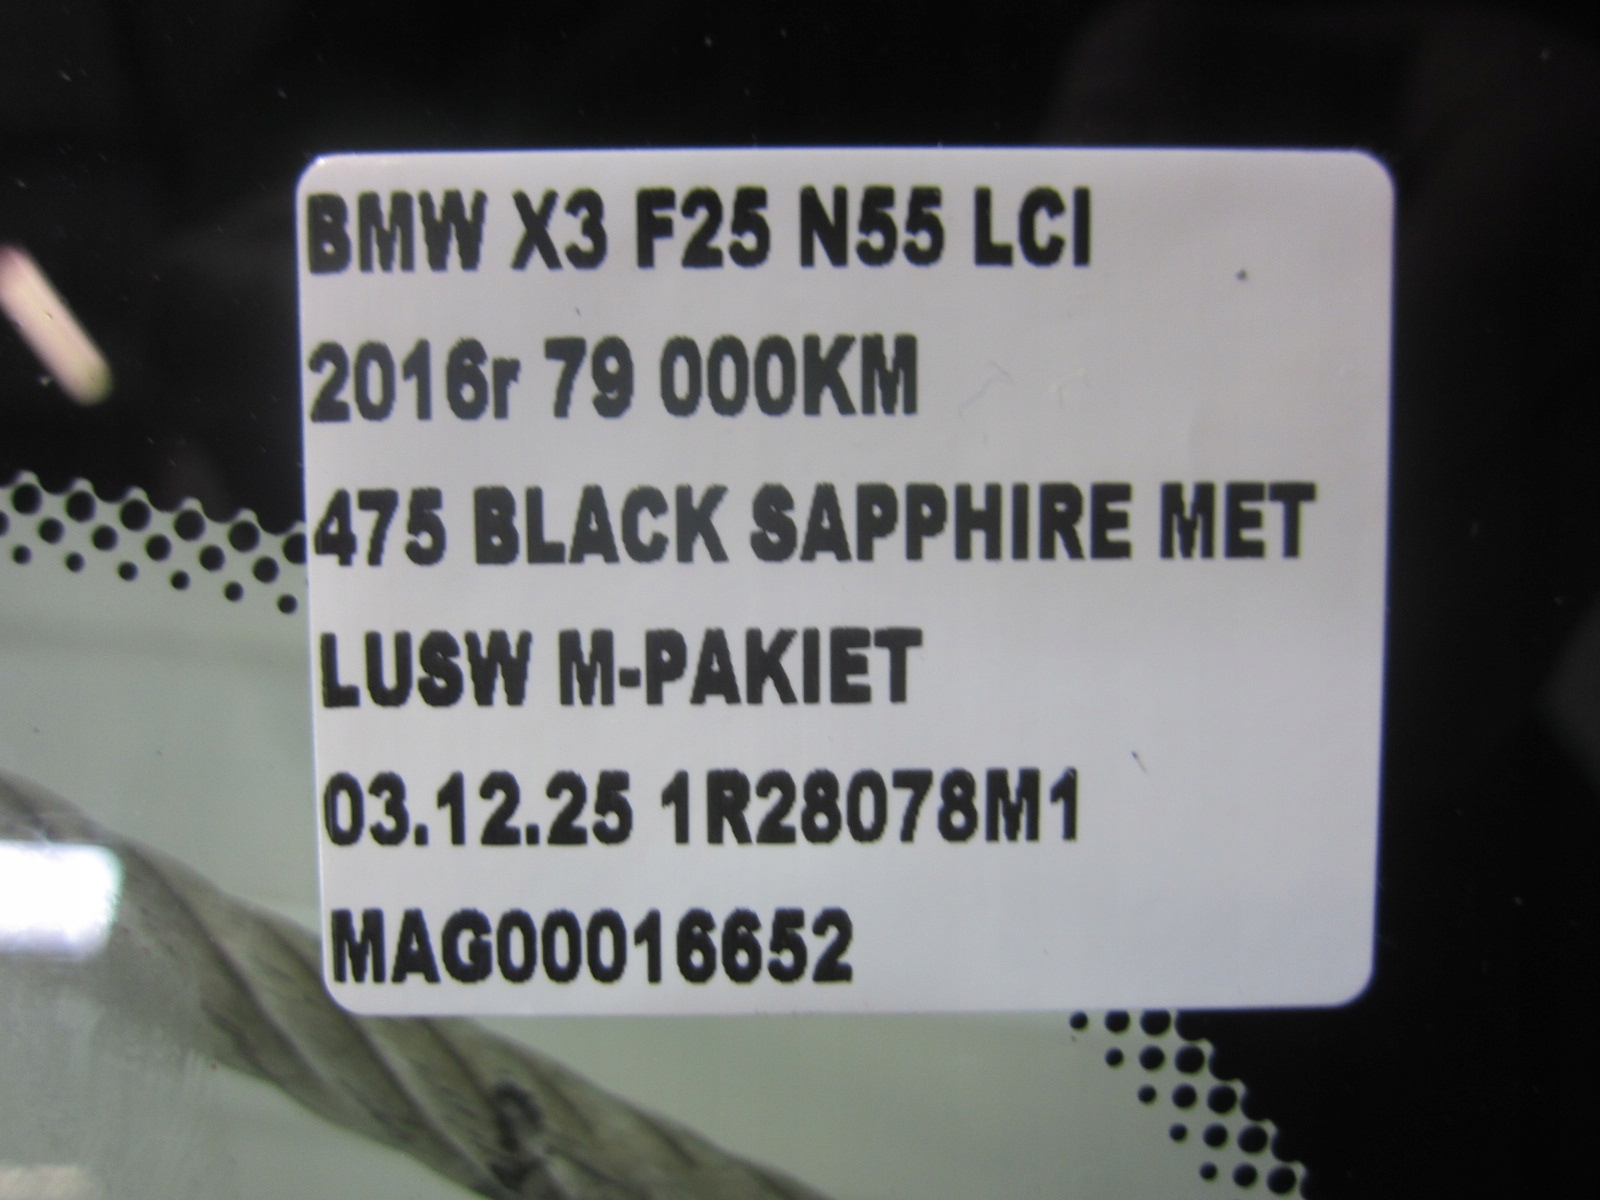 BMW X3 F25 N55 LCI
2016r 79 000KM
475 BLACK SAPPHIRE MET
LUSW M-PAKIET
03.12.25 1R28078M1
MAG00016652